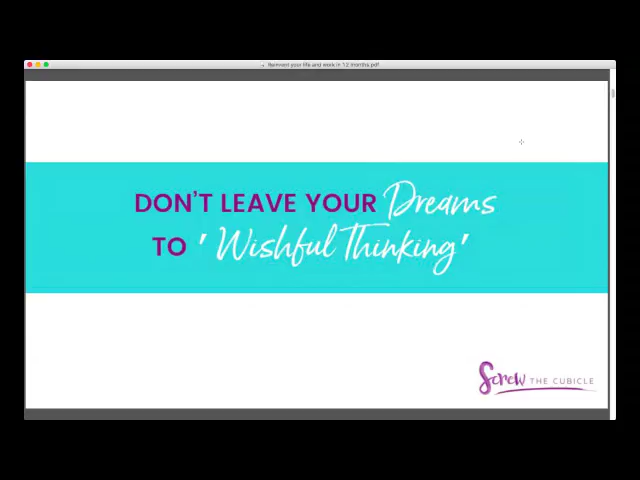 Reinvent your life and work in 12 months.pdf
DON'T LEAVE YOUR Dreams
TO 'Wishful Thinking'
Screw THE CUBICLE